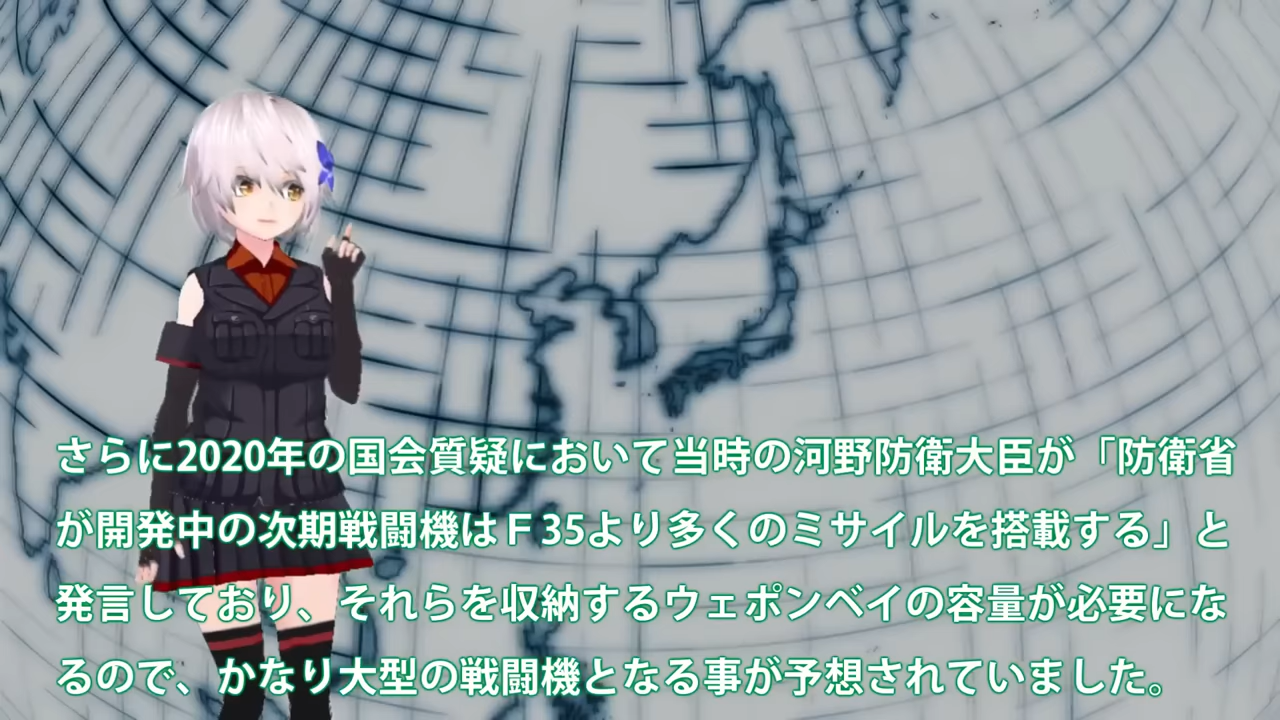 さらに2020年の国会質疑において当時の河野防衛大臣が「防衛省
が開発中の次期戦闘機はＦ35より多くのミサイルを搭載する」と
発言しており、それらを収納するウェポンベイの容量が必要にな
るので、かなり大型の戦闘機となる事が予想されていました。